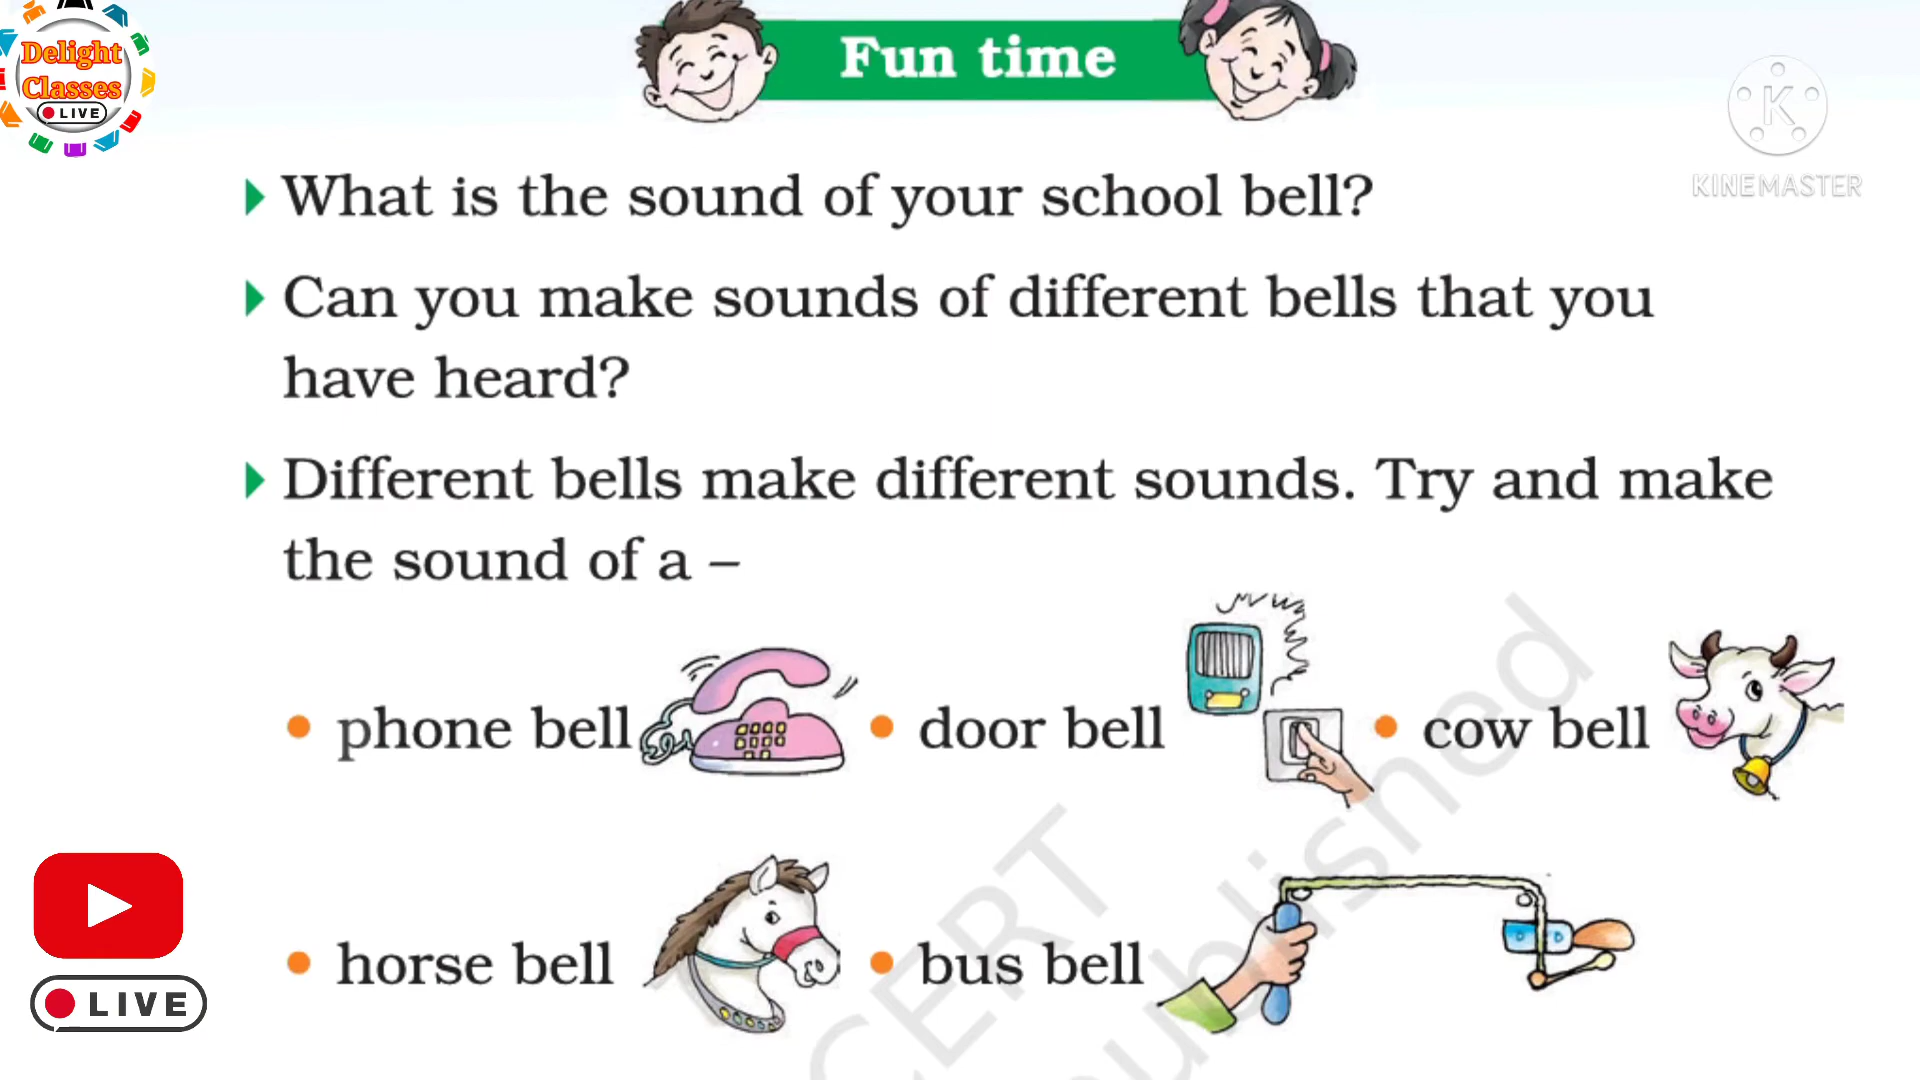 Delight
Classes
LIVE
Fun time
K
KINEMASTER
What is the sound of your school bell?
Can you make sounds of different bells that you
have heard?
Different bells make different sounds. Try and make
the sound of a –
• phone bell • door bell • cow bell
• horse bell • bus bell
LIVE
CERT
published